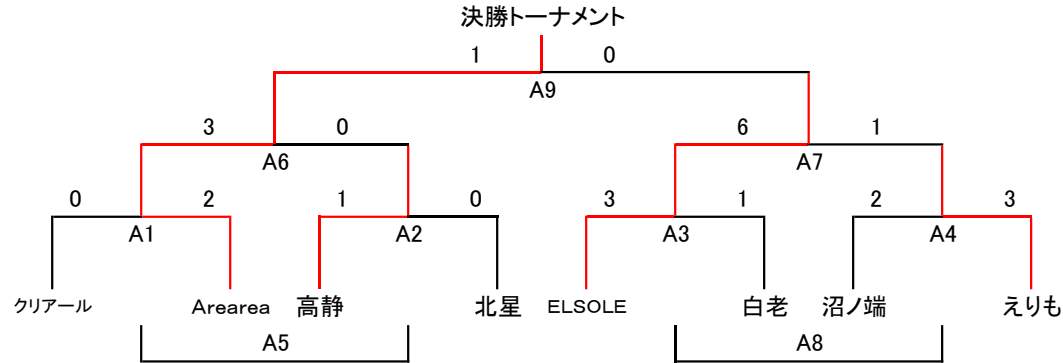 決勝トーナメント
1 0
A9
3 0 6 1
A6 A7
0 2 1 0 3 1 2 3
A1 A2 A3 A4
クリアール Arearea 高静 北星 ELSOLE 白老 沼ノ端 えりも
A5 A8